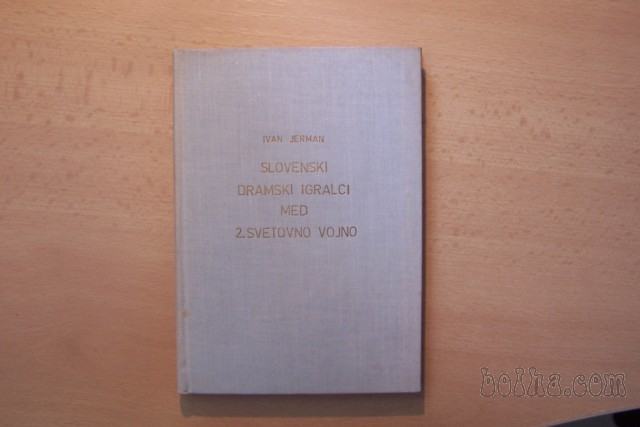 IVAN JERMAN
SLOVENSKI
DRAMSKI IGRALCI
MED
2. SVETOVNO VOJNO
bolha.com